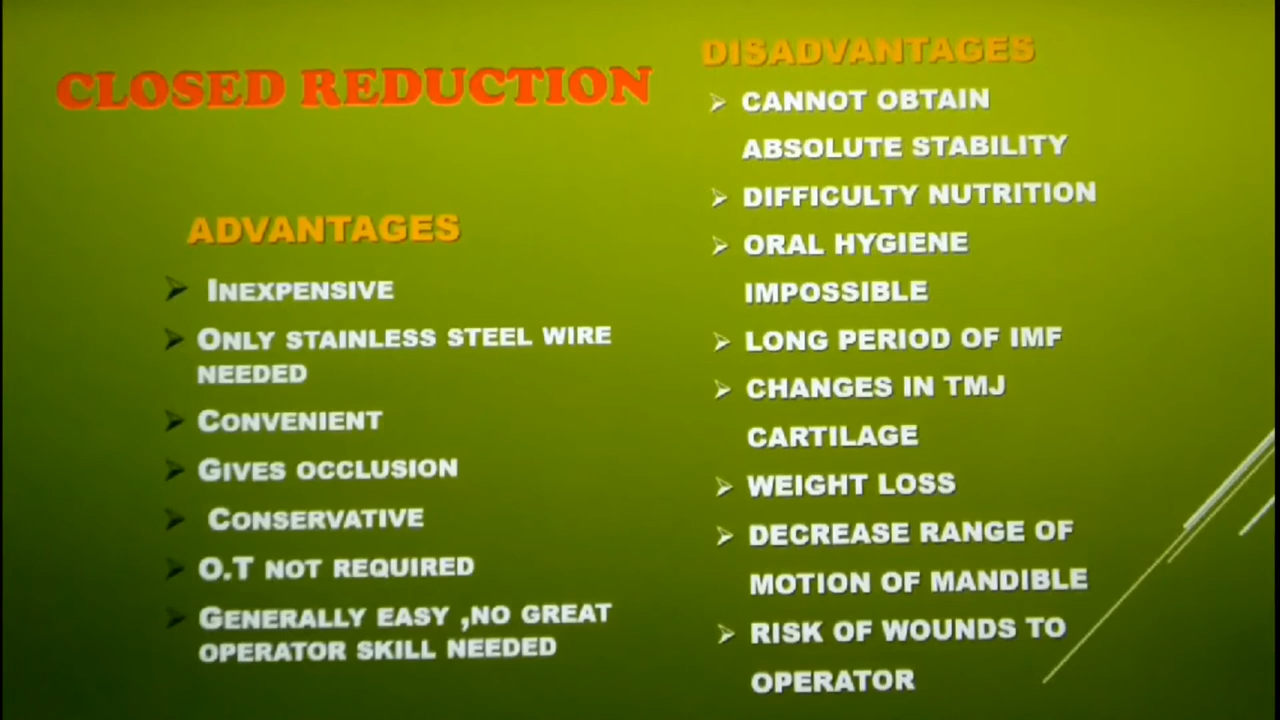 CLOSED REDUCTION
ADVANTAGES
INEXPENSIVE
ONLY STAINLESS STEEL WIRE
NEEDED
CONVENIENT
GIVES OCCLUSION
CONSERVATIVE
O.T NOT REQUIRED
GENERALLY EASY ,NO GREAT
OPERATOR SKILL NEEDED
DISADVANTAGES
CANNOT OBTAIN
ABSOLUTE STABILITY
DIFFICULTY NUTRITION
ORAL HYGIENE
IMPOSSIBLE
LONG PERIOD OF IMF
CHANGES IN TMJ
CARTILAGE
WEIGHT LOSS
DECREASE RANGE OF
MOTION OF MANDIBLE
RISK OF WOUNDS TO
OPERATOR